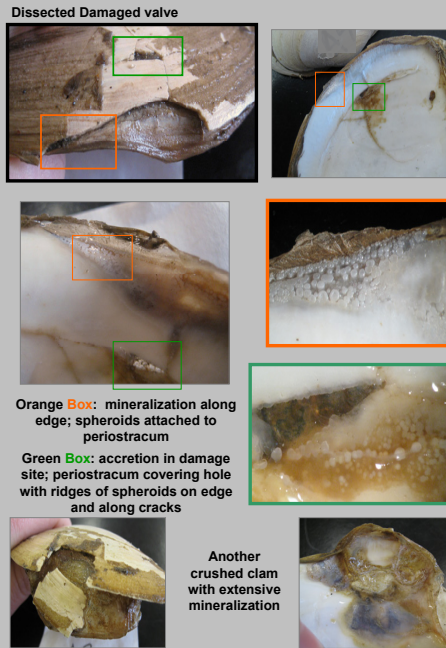 Dissected Damaged valve
Orange Box: mineralization along
edge; spheroids attached to
periostracum
Green Box: accretion in damage
site; periostracum covering hole
with ridges of spheroids on edge
and along cracks
Another
crushed clam
with extensive
mineralization